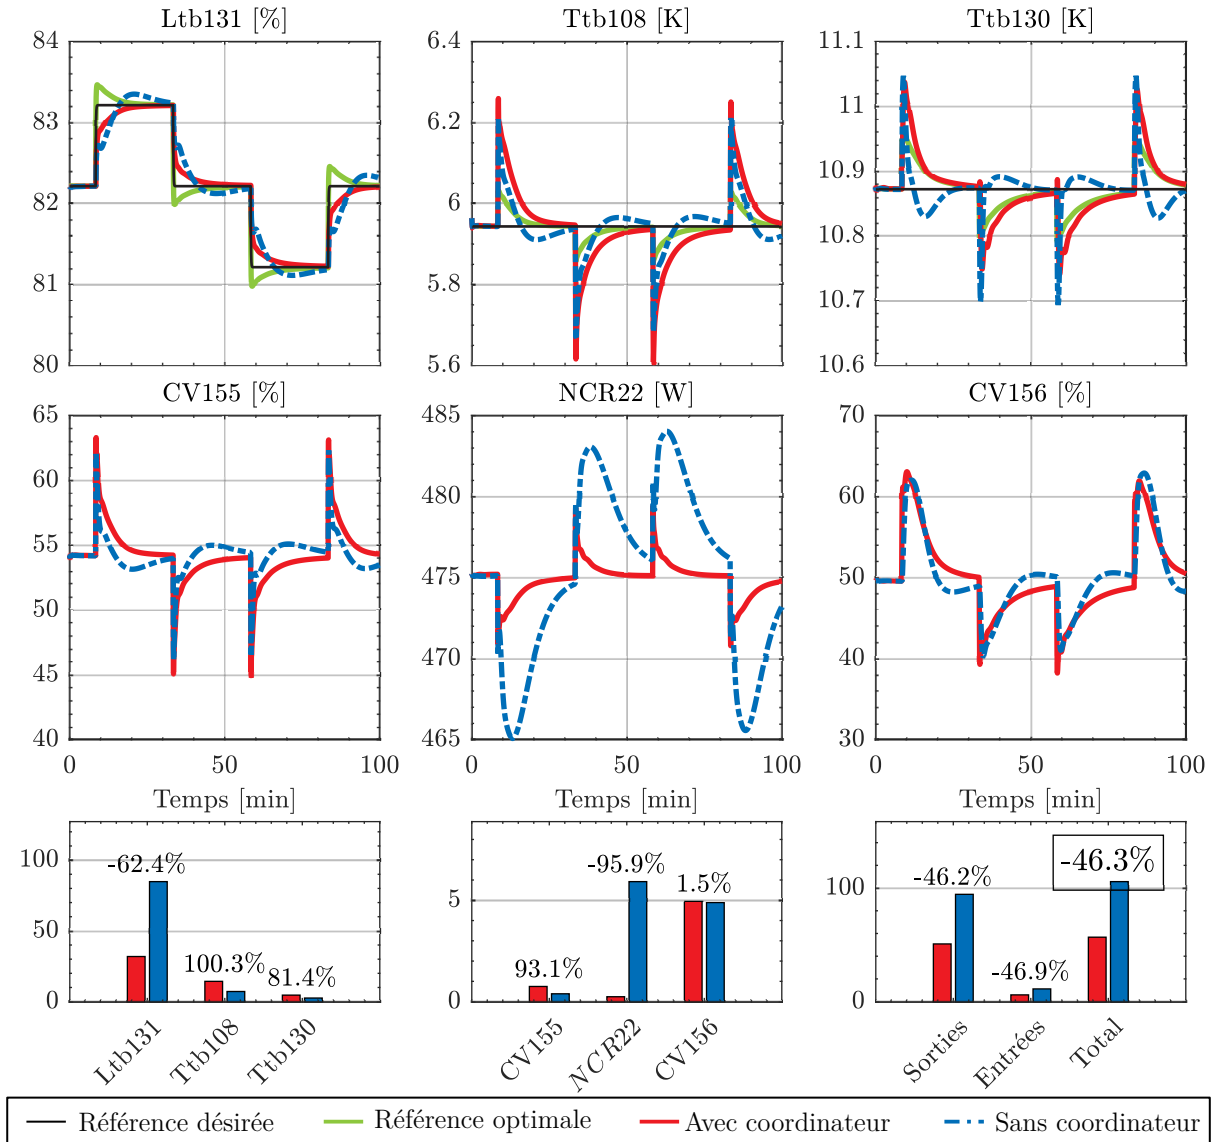 Ltb131 [%] Ttb108 [K] Ttb130 [K]
84 6.4 11.1
83 6.2 11
82 6 10.9
81 5.8 10.7
80 5.6 10.6
10.8
CV155 [%] NCR22 [W] CV156 [%]
65 485 70
60 480 60
55 475 50
50 470 40
45 465 30
40
0 50 100 0 50 100 0 50 100
Temps [min] Temps [min] Temps [min]
100 5 100
50 0 0
0
-62.4% 100.3% 81.4%
93.1% -95.9% 1.5%
-46.2% -46.9% -46.3%
Ltb131 Ttb108 Ttb130
CV155 NCR22 CV156
Sorties Entrées Total
Référence désirée Référence optimale Avec coordinateur Sans coordinateur